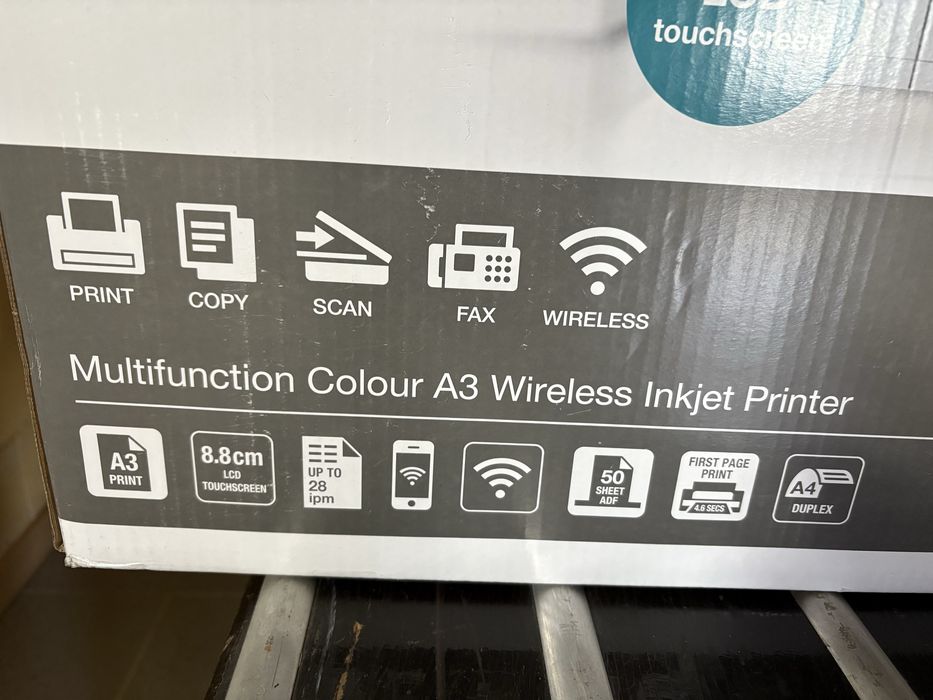 touchscreen
PRINT
COPY
SCAN
FAX
WIRELESS
Multifunction Colour A3 Wireless Inkjet Printer
A3
PRINT
8.8cm
LCD
TOUCHSCREEN
UP TO
28
ipm
50
SHEET
ADF
FIRST PAGE
PRINT
4.6 SECS
A4
DUPLEX